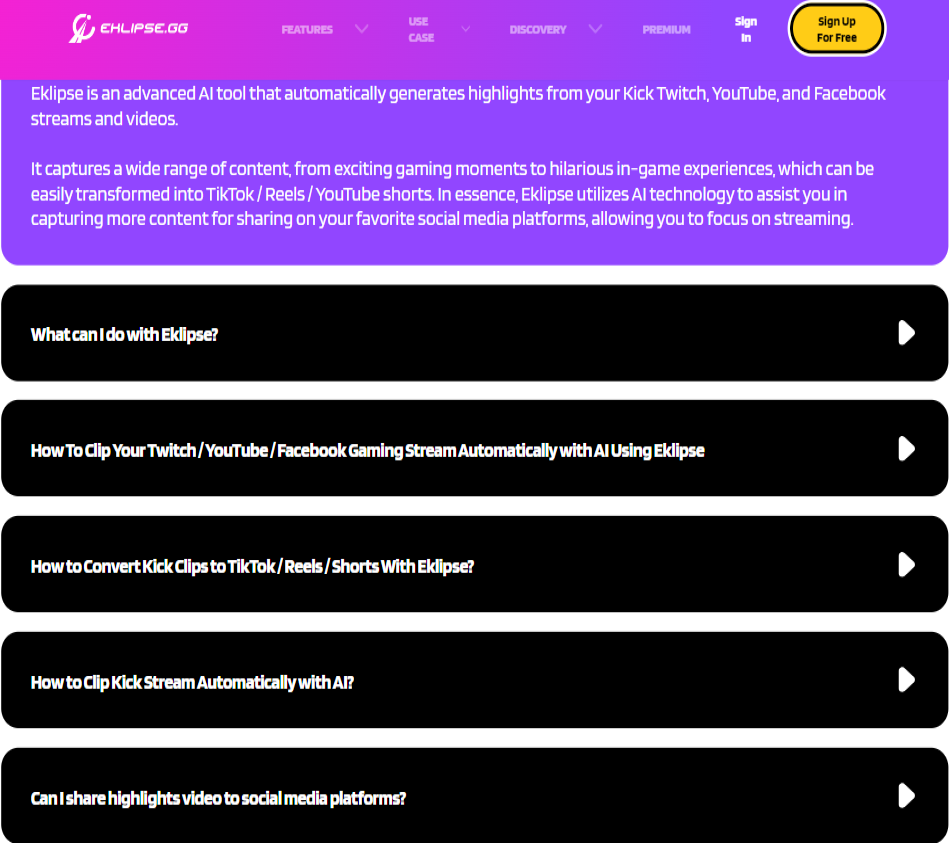 EKLIPSE.GG
FEATURES
USE
CASE
DISCOVERY
PREMIUM
Sign
In
Sign Up
For Free
Eklipse is an advanced AI tool that automatically generates highlights from your Kick Twitch, YouTube, and Facebook
streams and videos.
It captures a wide range of content, from exciting gaming moments to hilarious in-game experiences, which can be
easily transformed into TikTok / Reels / YouTube shorts. In essence, Eklipse utilizes AI technology to assist you in
capturing more content for sharing on your favorite social media platforms, allowing you to focus on streaming.
What can I do with Eklipse?
How To Clip Your Twitch / YouTube / Facebook Gaming Stream Automatically with AI Using Eklipse
How to Convert Kick Clips to TikTok / Reels / Shorts With Eklipse?
How to Clip Kick Stream Automatically with AI?
Can I share highlights video to social media platforms?